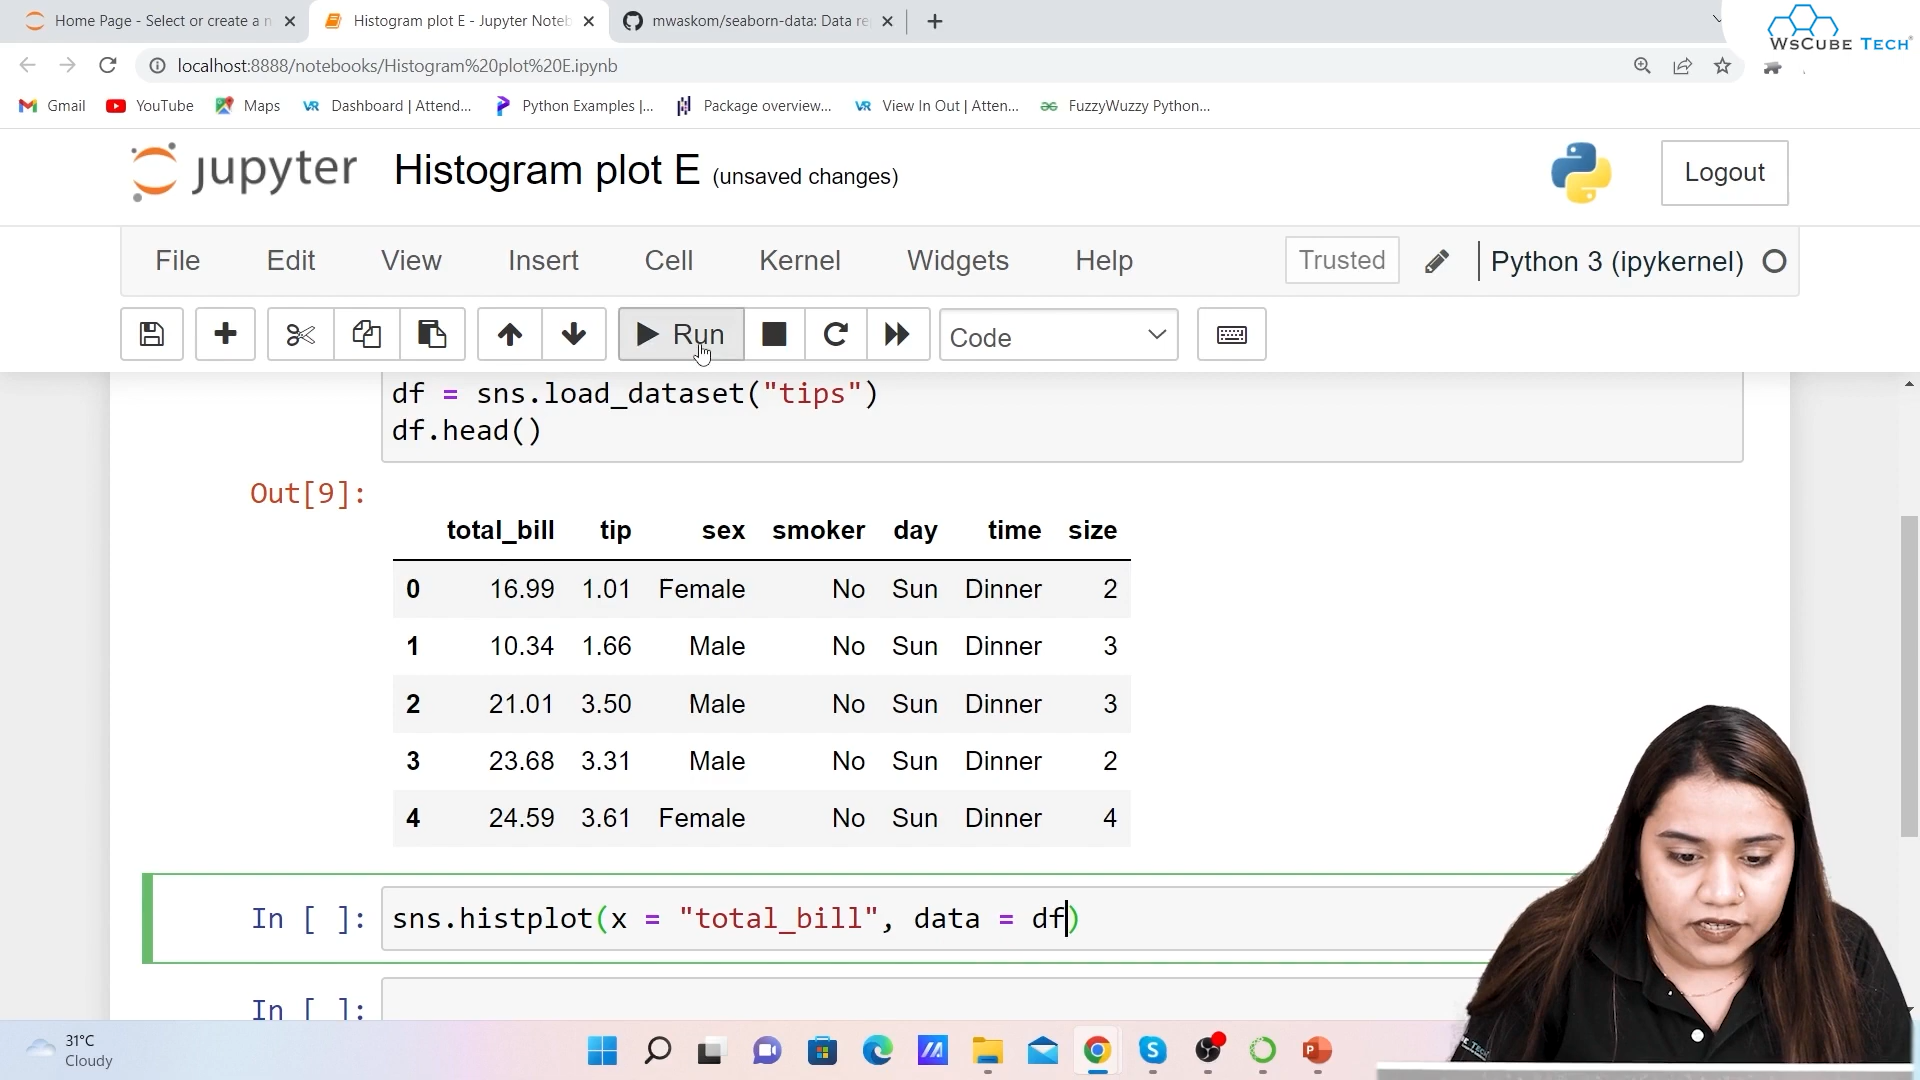 Home Page - Select or create a n
Histogram plot E - Jupyter Noteb
mwaskom/seaborn-data: Data re
WsCube Tech
localhost:8888/notebooks/Histogram%20plot%20E.ipynb
Gmail YouTube Maps Dashboard | Attend... Python Examples |... Package overview... View In Out | Atten... FuzzyWuzzy Python...
jupyter Histogram plot E (unsaved changes) Logout
File Edit View Insert Cell Kernel Widgets Help Trusted Python 3 (ipykernel)
Run Code
df = sns.load_dataset("tips")
df.head()
Out[9]:
total_bill tip sex smoker day time size
0 16.99 1.01 Female No Sun Dinner 2
1 10.34 1.66 Male No Sun Dinner 3
2 21.01 3.50 Male No Sun Dinner 3
3 23.68 3.31 Male No Sun Dinner 2
4 24.59 3.61 Female No Sun Dinner 4
In [ ]: sns.histplot(x = "total_bill", data = df)
In [ ]:
31°C
Cloudy